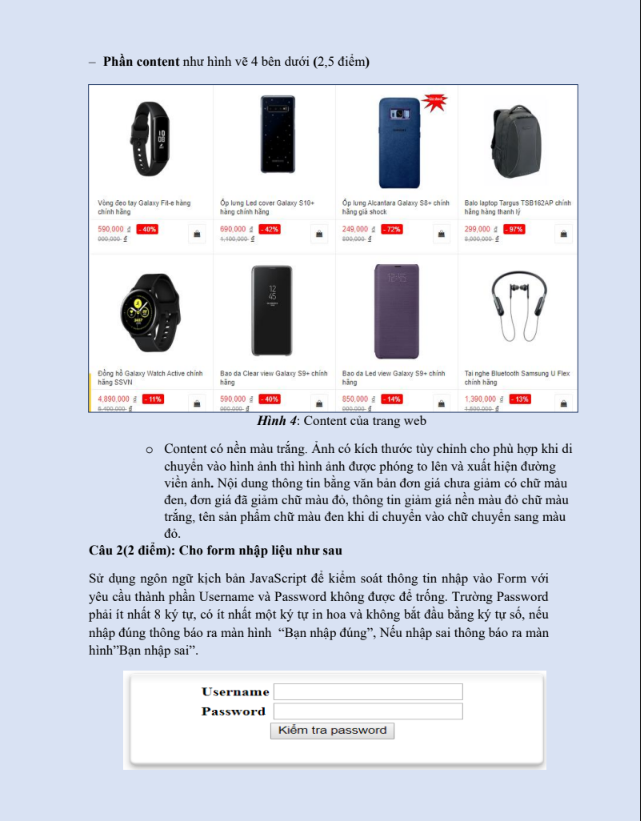 – Phần content như hình vẽ 4 bên dưới (2,5 điểm)
Vòng đeo tay Galaxy Fit-e hàng
chính hãng
590,000 ₫ - 40%
990,000 ₫
Ốp lưng Led cover Galaxy S10+
hàng chính hãng
690,000 ₫ - 42%
1,190,000 ₫
Ốp lưng Alcantara Galaxy S8+ chính
hãng giá shock
249,000 ₫ - 72%
Balo laptop Targus TSB162AP chính
hãng hàng thanh lý
299,000 ₫ - 97%
Đồng hồ Galaxy Watch Active chính
hãng SSVN
4,890,000 ₫ - 11%
Bao da Clear view Galaxy S9+ chính
hãng
590,000 ₫ - 40%
990,000 ₫
Bao da Led view Galaxy S9+ chính
hãng
850,000 ₫ - 14%
990,000 ₫
Tai nghe Bluetooth Samsung U Flex
chính hãng
1,390,000 ₫ - 13%
Hình 4: Content của trang web
o Content có nền màu trắng. Ảnh có kích thước tùy chỉnh cho phù hợp khi di
chuyển vào hình ảnh thì hình ảnh được phóng to lên và xuất hiện đường
viền ảnh. Nội dung thông tin bằng văn bản đơn giá chưa giảm có chữ màu
đen, đơn giá đã giảm chữ màu đỏ, thông tin giảm giá nền màu đỏ chữ màu
trắng, tên sản phẩm chữ màu đen khi di chuyển vào chữ chuyển sang màu
đỏ.
Câu 2(2 điểm): Cho form nhập liệu như sau
Sử dụng ngôn ngữ kịch bản JavaScript để kiểm soát thông tin nhập vào Form với
yêu cầu thành phần Username và Password không được để trống. Trường Password
phải ít nhất 8 ký tự, có ít nhất một ký tự in hoa và không bắt đầu bằng ký tự số, nếu
nhập đúng thông báo ra màn hình “Bạn nhập đúng”, Nếu nhập sai thông báo ra màn
hình”Bạn nhập sai”.
Username
Password
Kiểm tra password